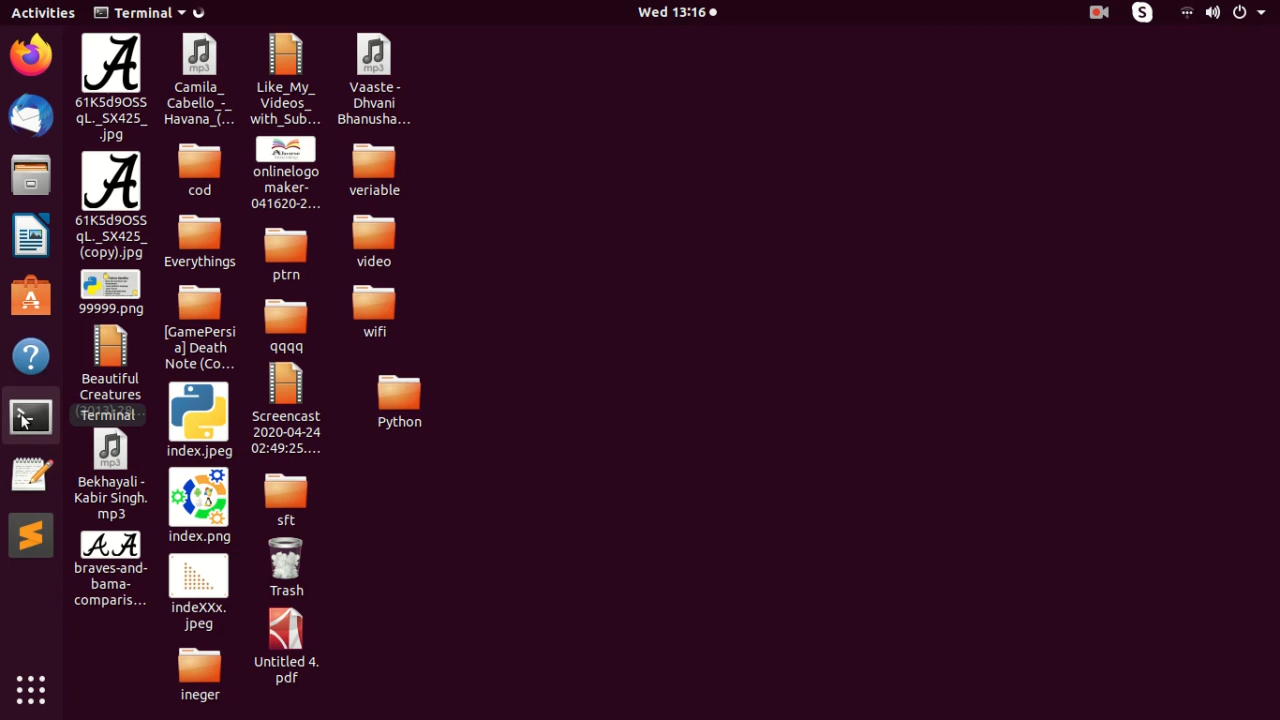 Activities
Terminal
Wed 13:16
S
61K5d9OSS
qL._SX425_
.jpg
61K5d9OSS
qL._SX425_
(copy).jpg
99999.png
Beautiful
Creatures
Terminal
mp3
Bekhayali -
Kabir Singh.
mp3
braves-and-
bama-
comparis...
mp3
Camila_
Cabello_-_
Havana_(...
cod
Everythings
[GamePersi
a] Death
Note (Co...
index.jpeg
index.png
indeXXx.
jpeg
ineger
Like_My_
Videos_
with_Sub...
onlinelogo
maker-
041620-2...
ptrn
qqqq
Screencast
2020-04-24
02:49:25....
sft
Trash
Untitled 4.
pdf
mp3
Vaaste -
Dhvani
Bhanusha...
veriable
video
wifi
Python